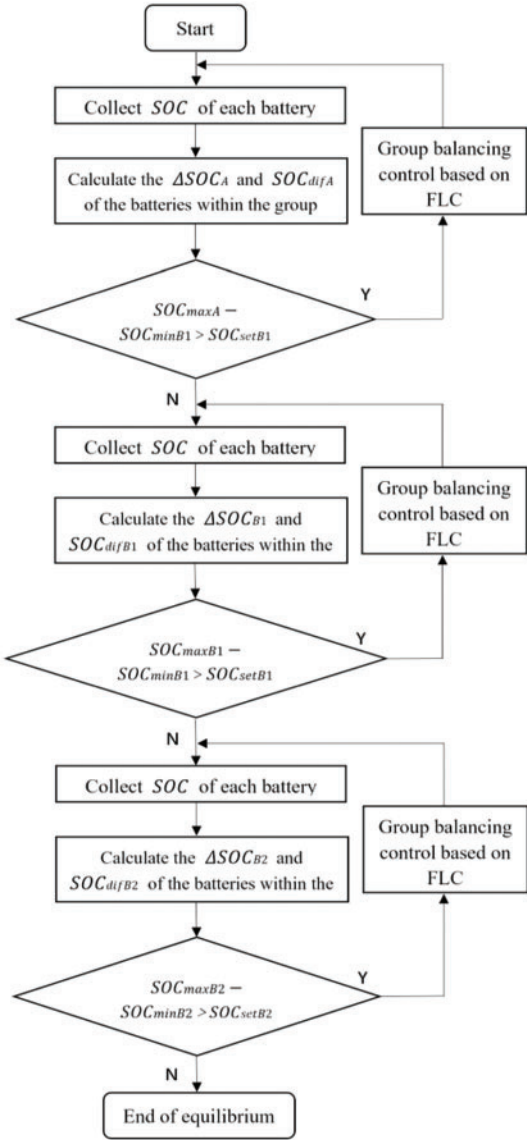 Start
Collect SOC of each battery
Calculate the ΔSOC_A and SOC_difA
of the batteries within the group
Group balancing
control based on
FLC
SOC_maxA −
SOC_minB1 > SOC_setB1
Y
N
Collect SOC of each battery
Calculate the ΔSOC_B1 and
SOC_difB1 of the batteries within the
Group balancing
control based on
FLC
SOC_maxB1 −
SOC_minB1 > SOC_setB1
Y
N
Collect SOC of each battery
Calculate the ΔSOC_B2 and
SOC_difB2 of the batteries within the
Group balancing
control based on
FLC
SOC_maxB2 −
SOC_minB2 > SOC_setB2
Y
N
End of equilibrium